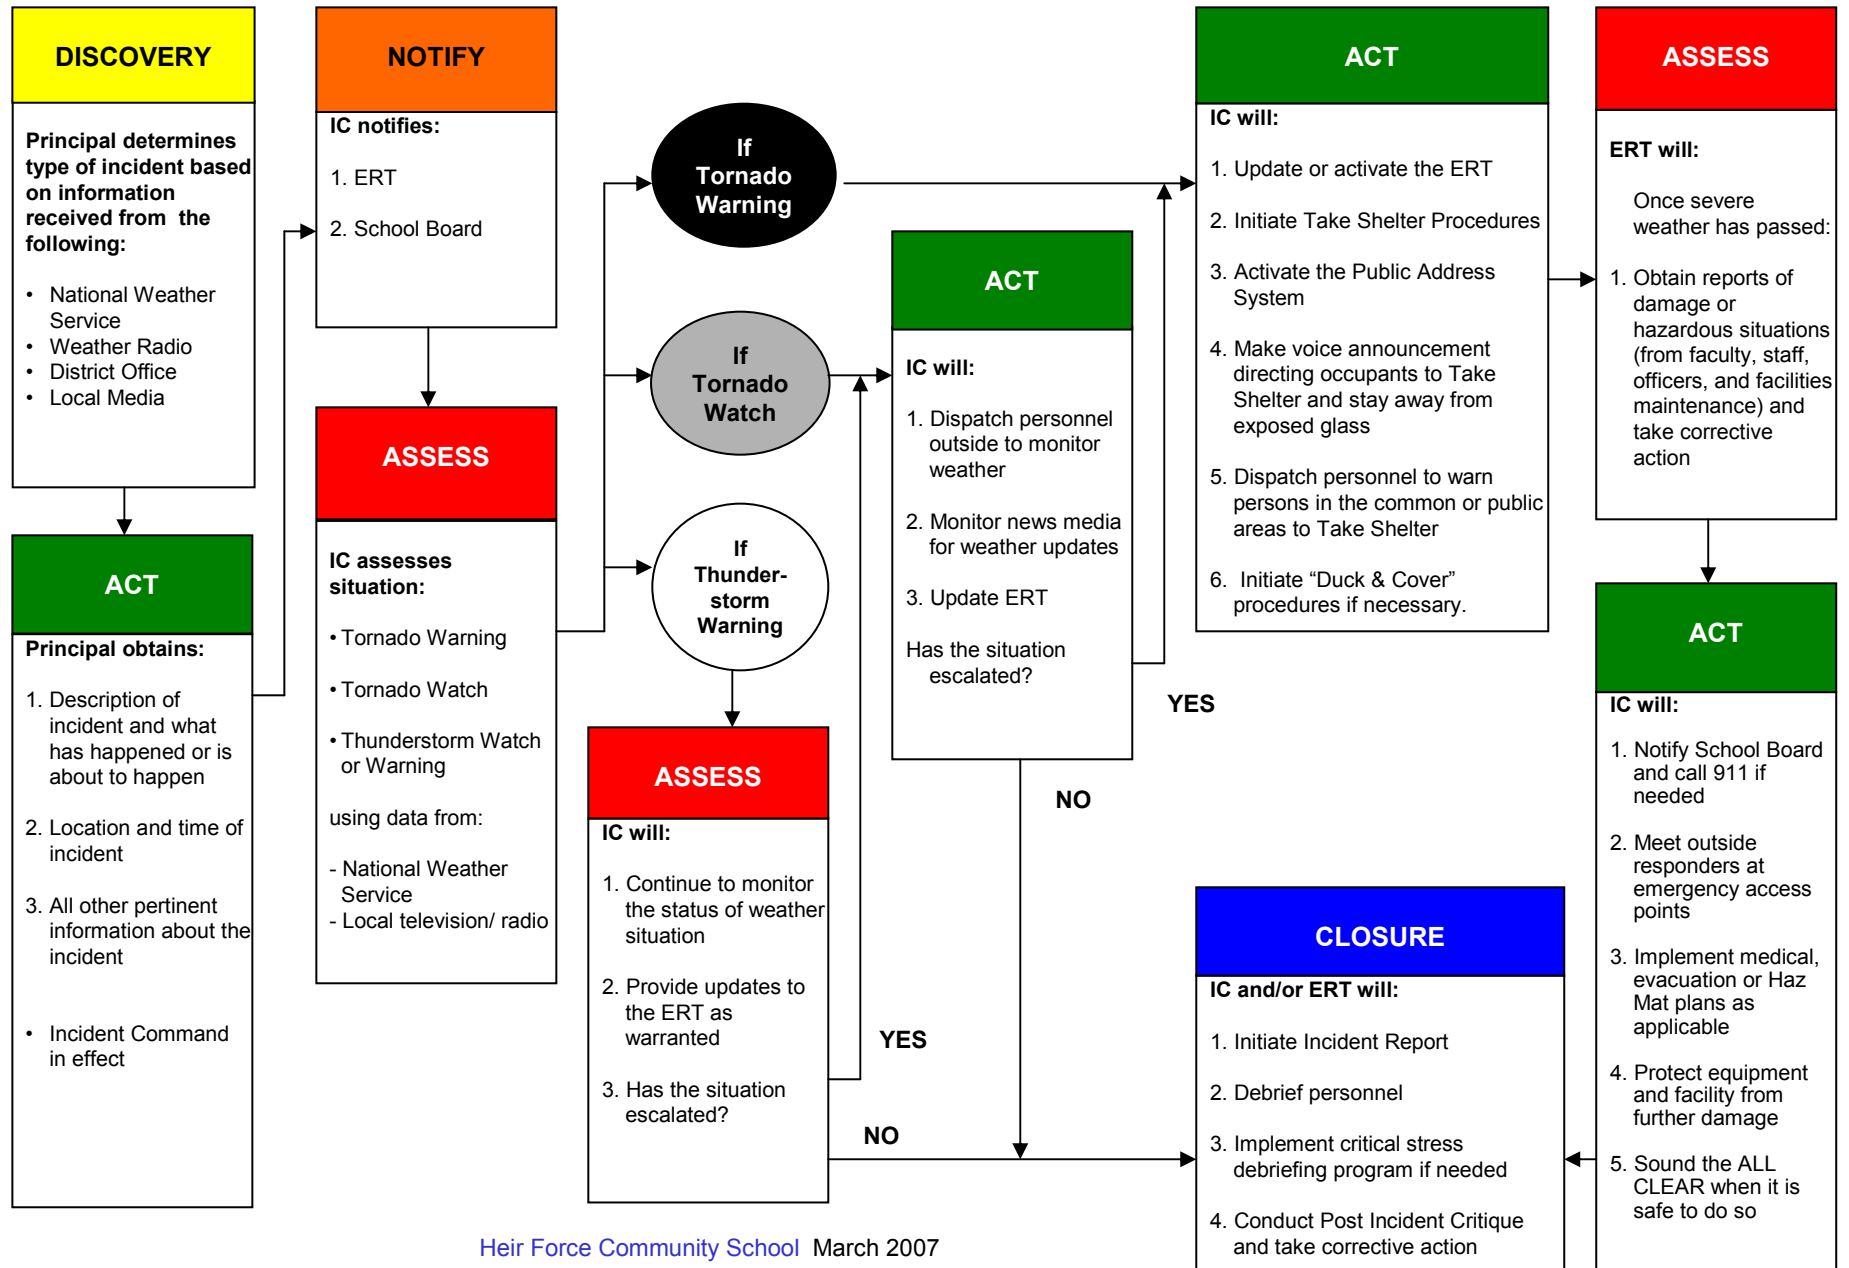 DISCOVERY
Principal determines
type of incident based
on information
received from the
following:
• National Weather
Service
• Weather Radio
• District Office
• Local Media
ACT
Principal obtains:
1. Description of
incident and what
has happened or is
about to happen
2. Location and time of
incident
3. All other pertinent
information about the
incident
• Incident Command
in effect
NOTIFY
IC notifies:
1. ERT
2. School Board
ASSESS
IC assesses
situation:
• Tornado Warning
• Tornado Watch
• Thunderstorm Watch
or Warning
using data from:
- National Weather
Service
- Local television/ radio
If
Tornado
Warning
If
Tornado
Watch
If
Thunder-
storm
Warning
ASSESS
IC will:
1. Continue to monitor
the status of weather
situation
2. Provide updates to
the ERT as
warranted
3. Has the situation
escalated?
YES
NO
ACT
IC will:
1. Dispatch personnel
outside to monitor
weather
2. Monitor news media
for weather updates
3. Update ERT
Has the situation
escalated?
YES
NO
ACT
IC will:
1. Update or activate the ERT
2. Initiate Take Shelter Procedures
3. Activate the Public Address
System
4. Make voice announcement
directing occupants to Take
Shelter and stay away from
exposed glass
5. Dispatch personnel to warn
persons in the common or public
areas to Take Shelter
6. Initiate “Duck & Cover”
procedures if necessary.
ASSESS
ERT will:
Once severe
weather has passed:
1. Obtain reports of
damage or
hazardous situations
(from faculty, staff,
officers, and facilities
maintenance) and
take corrective
action
ACT
IC will:
1. Notify School Board
and call 911 if
needed
2. Meet outside
responders at
emergency access
points
3. Implement medical,
evacuation or Haz
Mat plans as
applicable
4. Protect equipment
and facility from
further damage
5. Sound the ALL
CLEAR when it is
safe to do so
CLOSURE
IC and/or ERT will:
1. Initiate Incident Report
2. Debrief personnel
3. Implement critical stress
debriefing program if needed
4. Conduct Post Incident Critique
and take corrective action
Heir Force Community School March 2007